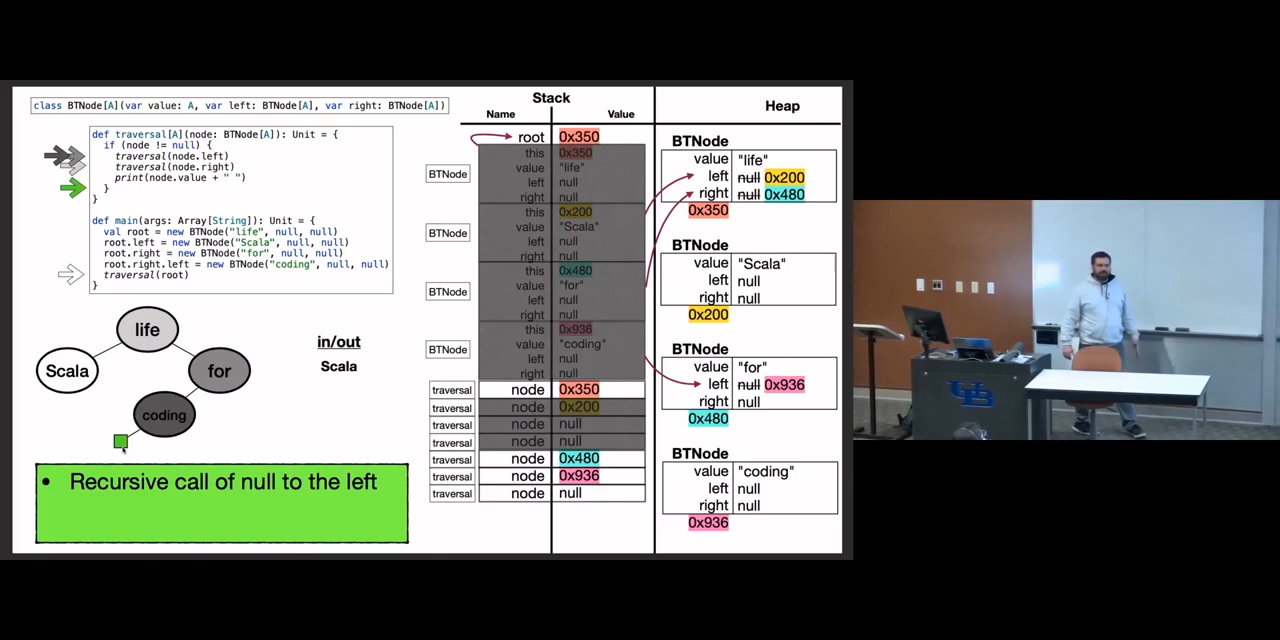 class BTNode[A](var value: A, var left: BTNode[A], var right: BTNode[A])
def traversal[A](node: BTNode[A]): Unit = {
if (node != null) {
traversal(node.left)
traversal(node.right)
print(node.value + " ")
}
}
def main(args: Array[String]): Unit = {
val root = new BTNode("life", null, null)
root.left = new BTNode("Scala", null, null)
root.right = new BTNode("for", null, null)
root.right.left = new BTNode("coding", null, null)
traversal(root)
}
life
Scala
for
coding
in/out
Scala
• Recursive call of null to the left
Stack
Name Value
root 0x350
BTNode
this 0x350
value "life"
left null
right null
BTNode
this 0x200
value "Scala"
left null
right null
BTNode
this 0x480
value "for"
left null
right null
BTNode
this 0x936
value "coding"
left null
right null
traversal node 0x350
traversal node 0x200
traversal node null
traversal node null
traversal node 0x480
traversal node 0x936
traversal node null
Heap
BTNode
value "life"
left null 0x200
right null 0x480
0x350
BTNode
value "Scala"
left null
right null
0x200
BTNode
value "for"
left null 0x936
right null
0x480
BTNode
value "coding"
left null
right null
0x936
UB